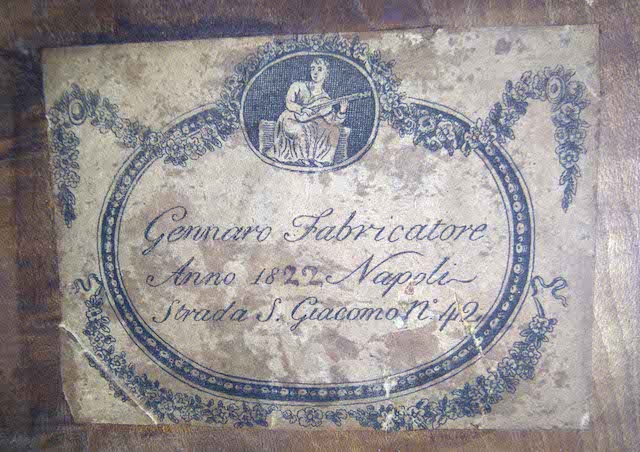 Gennaro Fabricatore
Anno 1822 Napoli
Strada S. Giacomo N.º 42